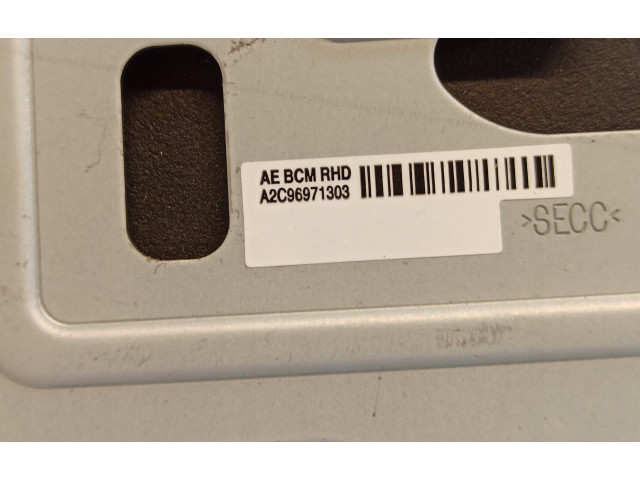 AE BCM RHD
A2C96971303
>SECC<